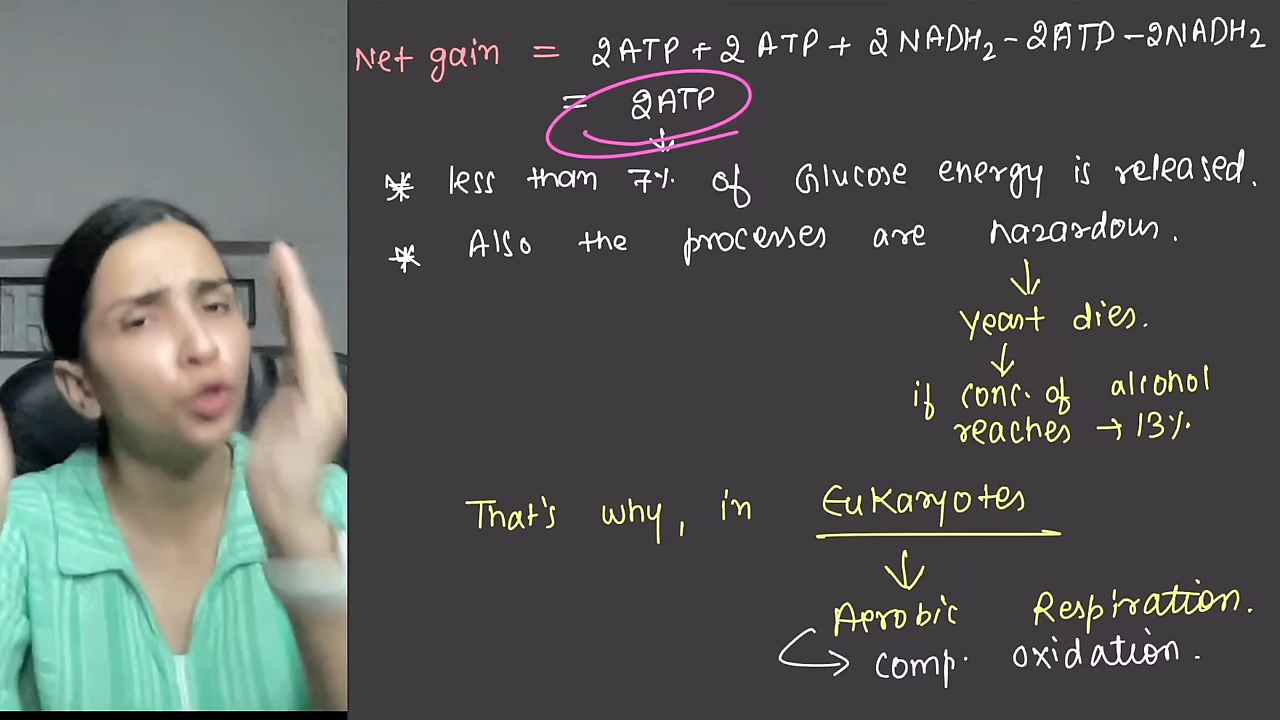 Net gain = 2ATP + 2 ATP + 2 NADH₂ - 2ATP - 2NADH₂
= 2ATP
↓
* less than 7% of Glucose energy is released.
* Also the processes are hazardous.
↓
Yeast dies.
↓
if conc. of alcohol
reaches → 13%
That's why, in Eukaryotes
↓
Aerobic Respiration.
→ comp. oxidation.